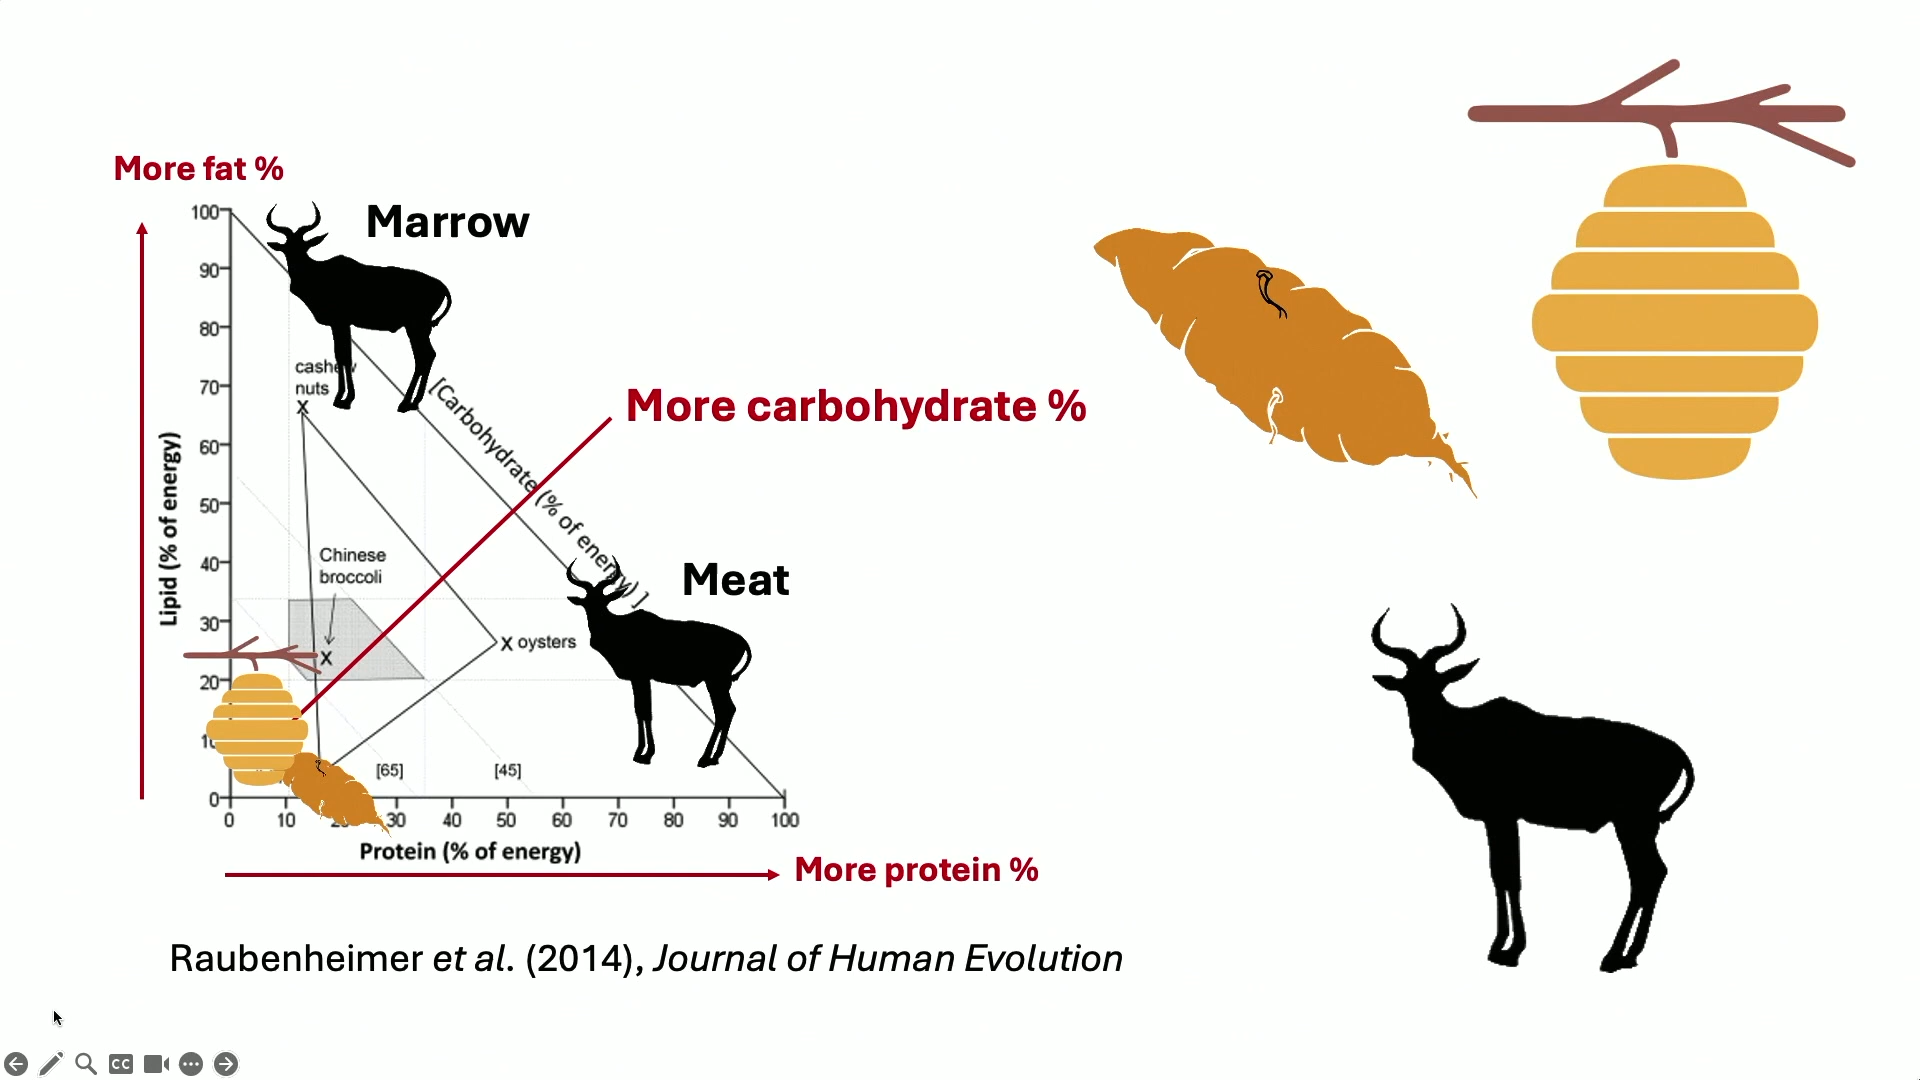 More fat %
Marrow
100
90
80
70
60
50
40
30
20
Lipid (% of energy)
nuts
X
[Carbohydrate (% of energy) ]
More carbohydrate %
Chinese
broccoli
X
Meat
X oysters
[65]
[45]
0
0
10
30
40
50
60
70
80
90
100
Protein (% of energy)
More protein %
Raubenheimer et al. (2014), Journal of Human Evolution
CC